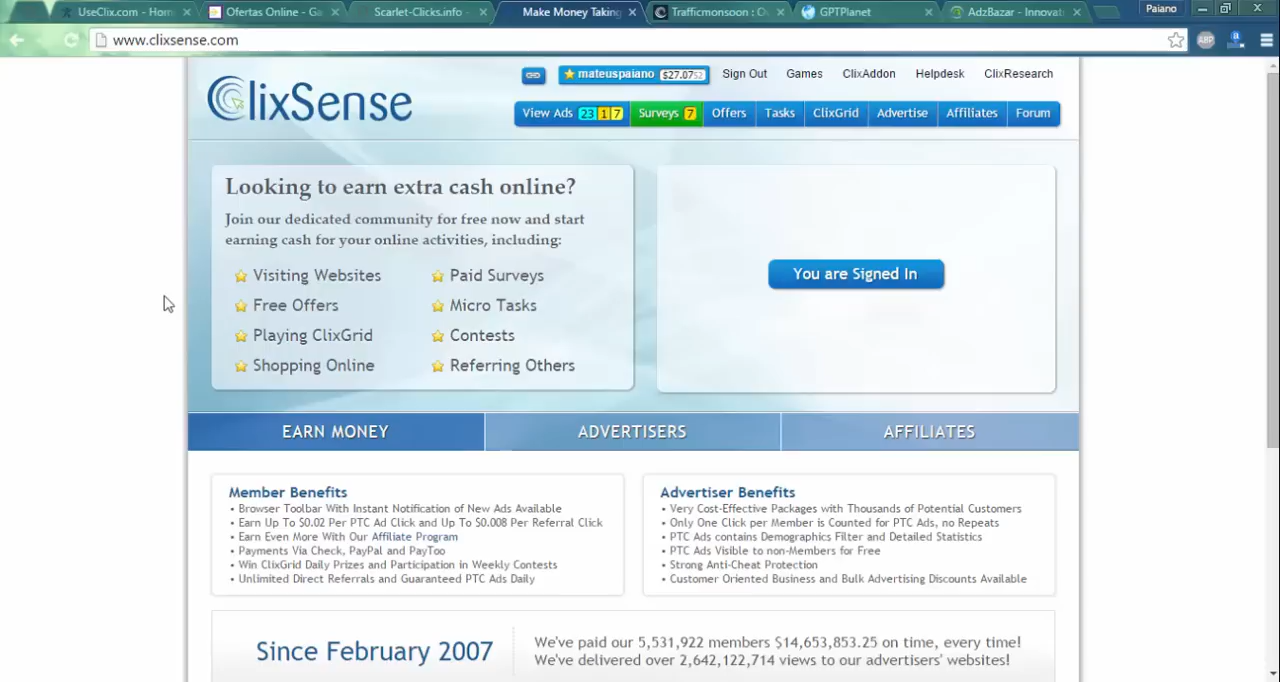 UseClix.com - Hom
Ofertas Online - Ga
Scarlet-Clicks.info -
Make Money Taking
Trafficmonsoon : O
GPTPlanet
AdzBazar - Innovat
Paiano
www.clixsense.com
ABP
ClixSense
mateuspaiano $27.0752
Sign Out
Games
ClixAddon
Helpdesk
ClixResearch
View Ads 23 1 7
Surveys 7
Offers
Tasks
ClixGrid
Advertise
Affiliates
Forum
Looking to earn extra cash online?
Join our dedicated community for free now and start
earning cash for your online activities, including:
Visiting Websites
Paid Surveys
Free Offers
Micro Tasks
Playing ClixGrid
Contests
Shopping Online
Referring Others
You are Signed In
EARN MONEY
ADVERTISERS
AFFILIATES
Member Benefits
• Browser Toolbar With Instant Notification of New Ads Available
• Earn Up To $0.02 Per PTC Ad Click and Up To $0.008 Per Referral Click
• Earn Even More With Our Affiliate Program
• Payments Via Check, PayPal and PayToo
• Win ClixGrid Daily Prizes and Participation in Weekly Contests
• Unlimited Direct Referrals and Guaranteed PTC Ads Daily
Advertiser Benefits
• Very Cost-Effective Packages with Thousands of Potential Customers
• Only One Click per Member is Counted for PTC Ads, no Repeats
• PTC Ads contains Demographics Filter and Detailed Statistics
• PTC Ads Visible to non-Members for Free
• Strong Anti-Cheat Protection
• Customer Oriented Business and Bulk Advertising Discounts Available
Since February 2007
We've paid our 5,531,922 members $14,653,853.25 on time, every time!
We've delivered over 2,642,122,714 views to our advertisers' websites!